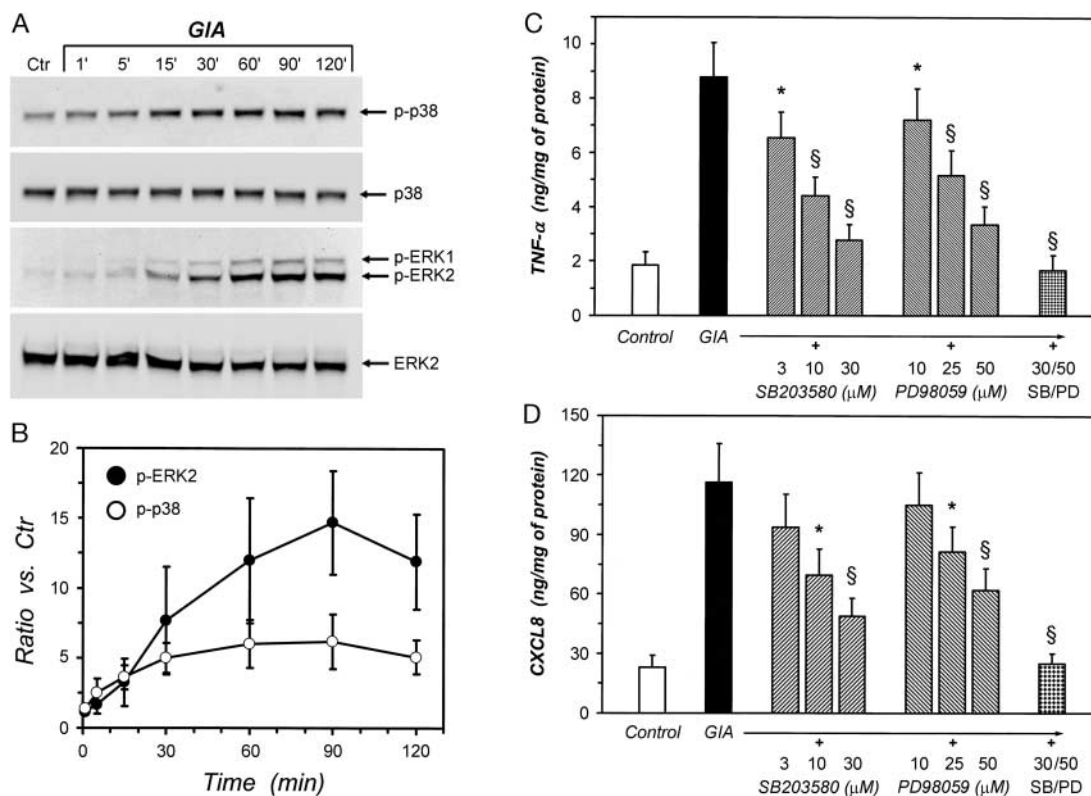 A
GIA
Ctr 1' 5' 15' 30' 60' 90' 120'
p-p38
p38
p-ERK1
p-ERK2
ERK2
B
20
15
10
5
0
Ratio vs. Ctr
p-ERK2
p-p38
0 30 60 90 120
Time (min)
C
10
8
6
4
2
0
TNF-α (ng/mg of protein)
* § § * § § §
Control GIA + + +
3 10 30 10 25 50 30/50
SB203580 (μM) PD98059 (μM) SB/PD
D
150
120
90
60
30
0
CXCL8 (ng/mg of protein)
* § * § §
Control GIA + + +
3 10 30 10 25 50 30/50
SB203580 (μM) PD98059 (μM) SB/PD